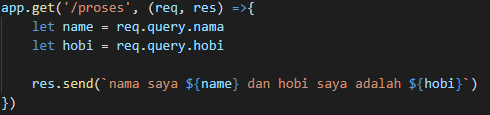 app.get('/proses', (req, res) =>{
    let name = req.query.nama
    let hobi = req.query.hobi

    res.send(`nama saya ${name} dan hobi saya adalah ${hobi}`)
})